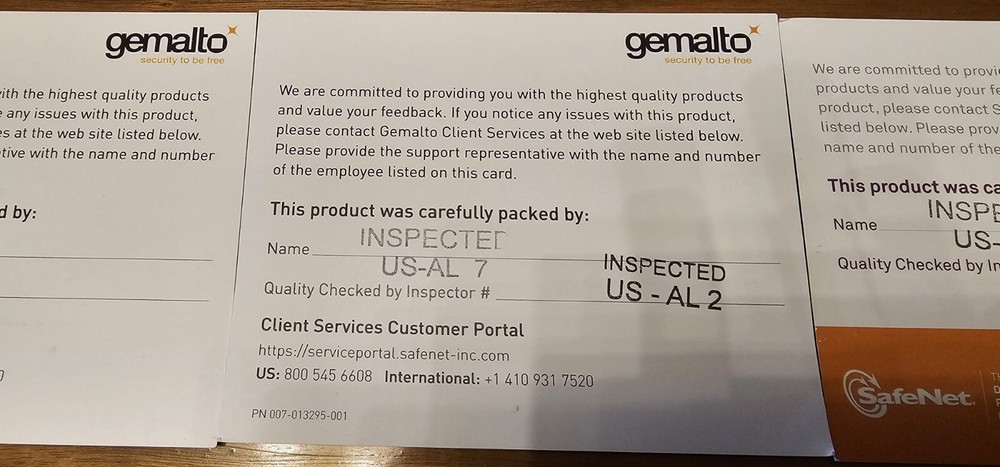 ith the highest quality products
any issues with this product,
es at the web site listed below.
tive with the name and number
d by:
gemalto
security to be free
We are committed to providing you with the highest quality products
and value your feedback. If you notice any issues with this product,
please contact Gemalto Client Services at the web site listed below.
Please provide the support representative with the name and number
of the employee listed on this card.
This product was carefully packed by:
INSPECTED
Name
US-AL 7
INSPECTED
US - AL 2
Quality Checked by Inspector #
Client Services Customer Portal
https://serviceportal.safenet-inc.com
US: 800 545 6608 International: +1 410 931 7520
PN 007-013295-001
gemalto
security to be free
We are committed to provi
products and value your fe
product, please contact S
listed below. Please prov
name and number of the
This product was ca
INSPE
Name
US-
Quality Checked by In
SafeNet.